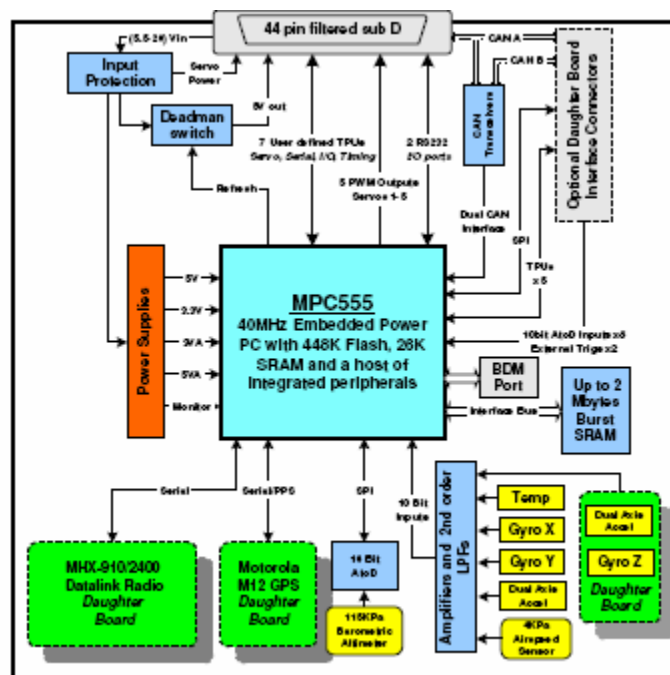 44 pin filtered sub D
(5.5-28) Vin
CAN A
CAN B
Input
Protection
Servo
Power
5V out
Deadman
switch
CAN
Transceivers
Optional Daughter Board
Interface Connectors
7 User defined TPUs
Servo, Serial, I/O, Timing
2 RS232
I/O ports
Refresh
5 PWM Outputs
Servos 1-5
Dual CAN
Interface
SPI
TPUs
x 5
Power Supplies
5V
3.3V
5VA
Monitor
MPC555
40MHz Embedded Power
PC with 448K Flash, 26K
SRAM and a host of
integrated peripherals
10bit AtoD Inputs x5
External Trigs x2
BDM
Port
Interface Bus
Up to 2
Mbytes
Burst
SRAM
Serial
Serial/PPS
SPI
10 Bit
Inputs
MHX-910/2400
Datalink Radio
Daughter
Board
Motorola
M12 GPS
Daughter
Board
16 Bit
AtoD
115KPa
Barometric
Altimeter
Amplifiers and 2nd order
LPFs
Temp
Gyro X
Gyro Y
Dual Axle
Accel
4KPa
Airspeed
Sensor
Dual Axle
Accel
Gyro Z
Daughter
Board